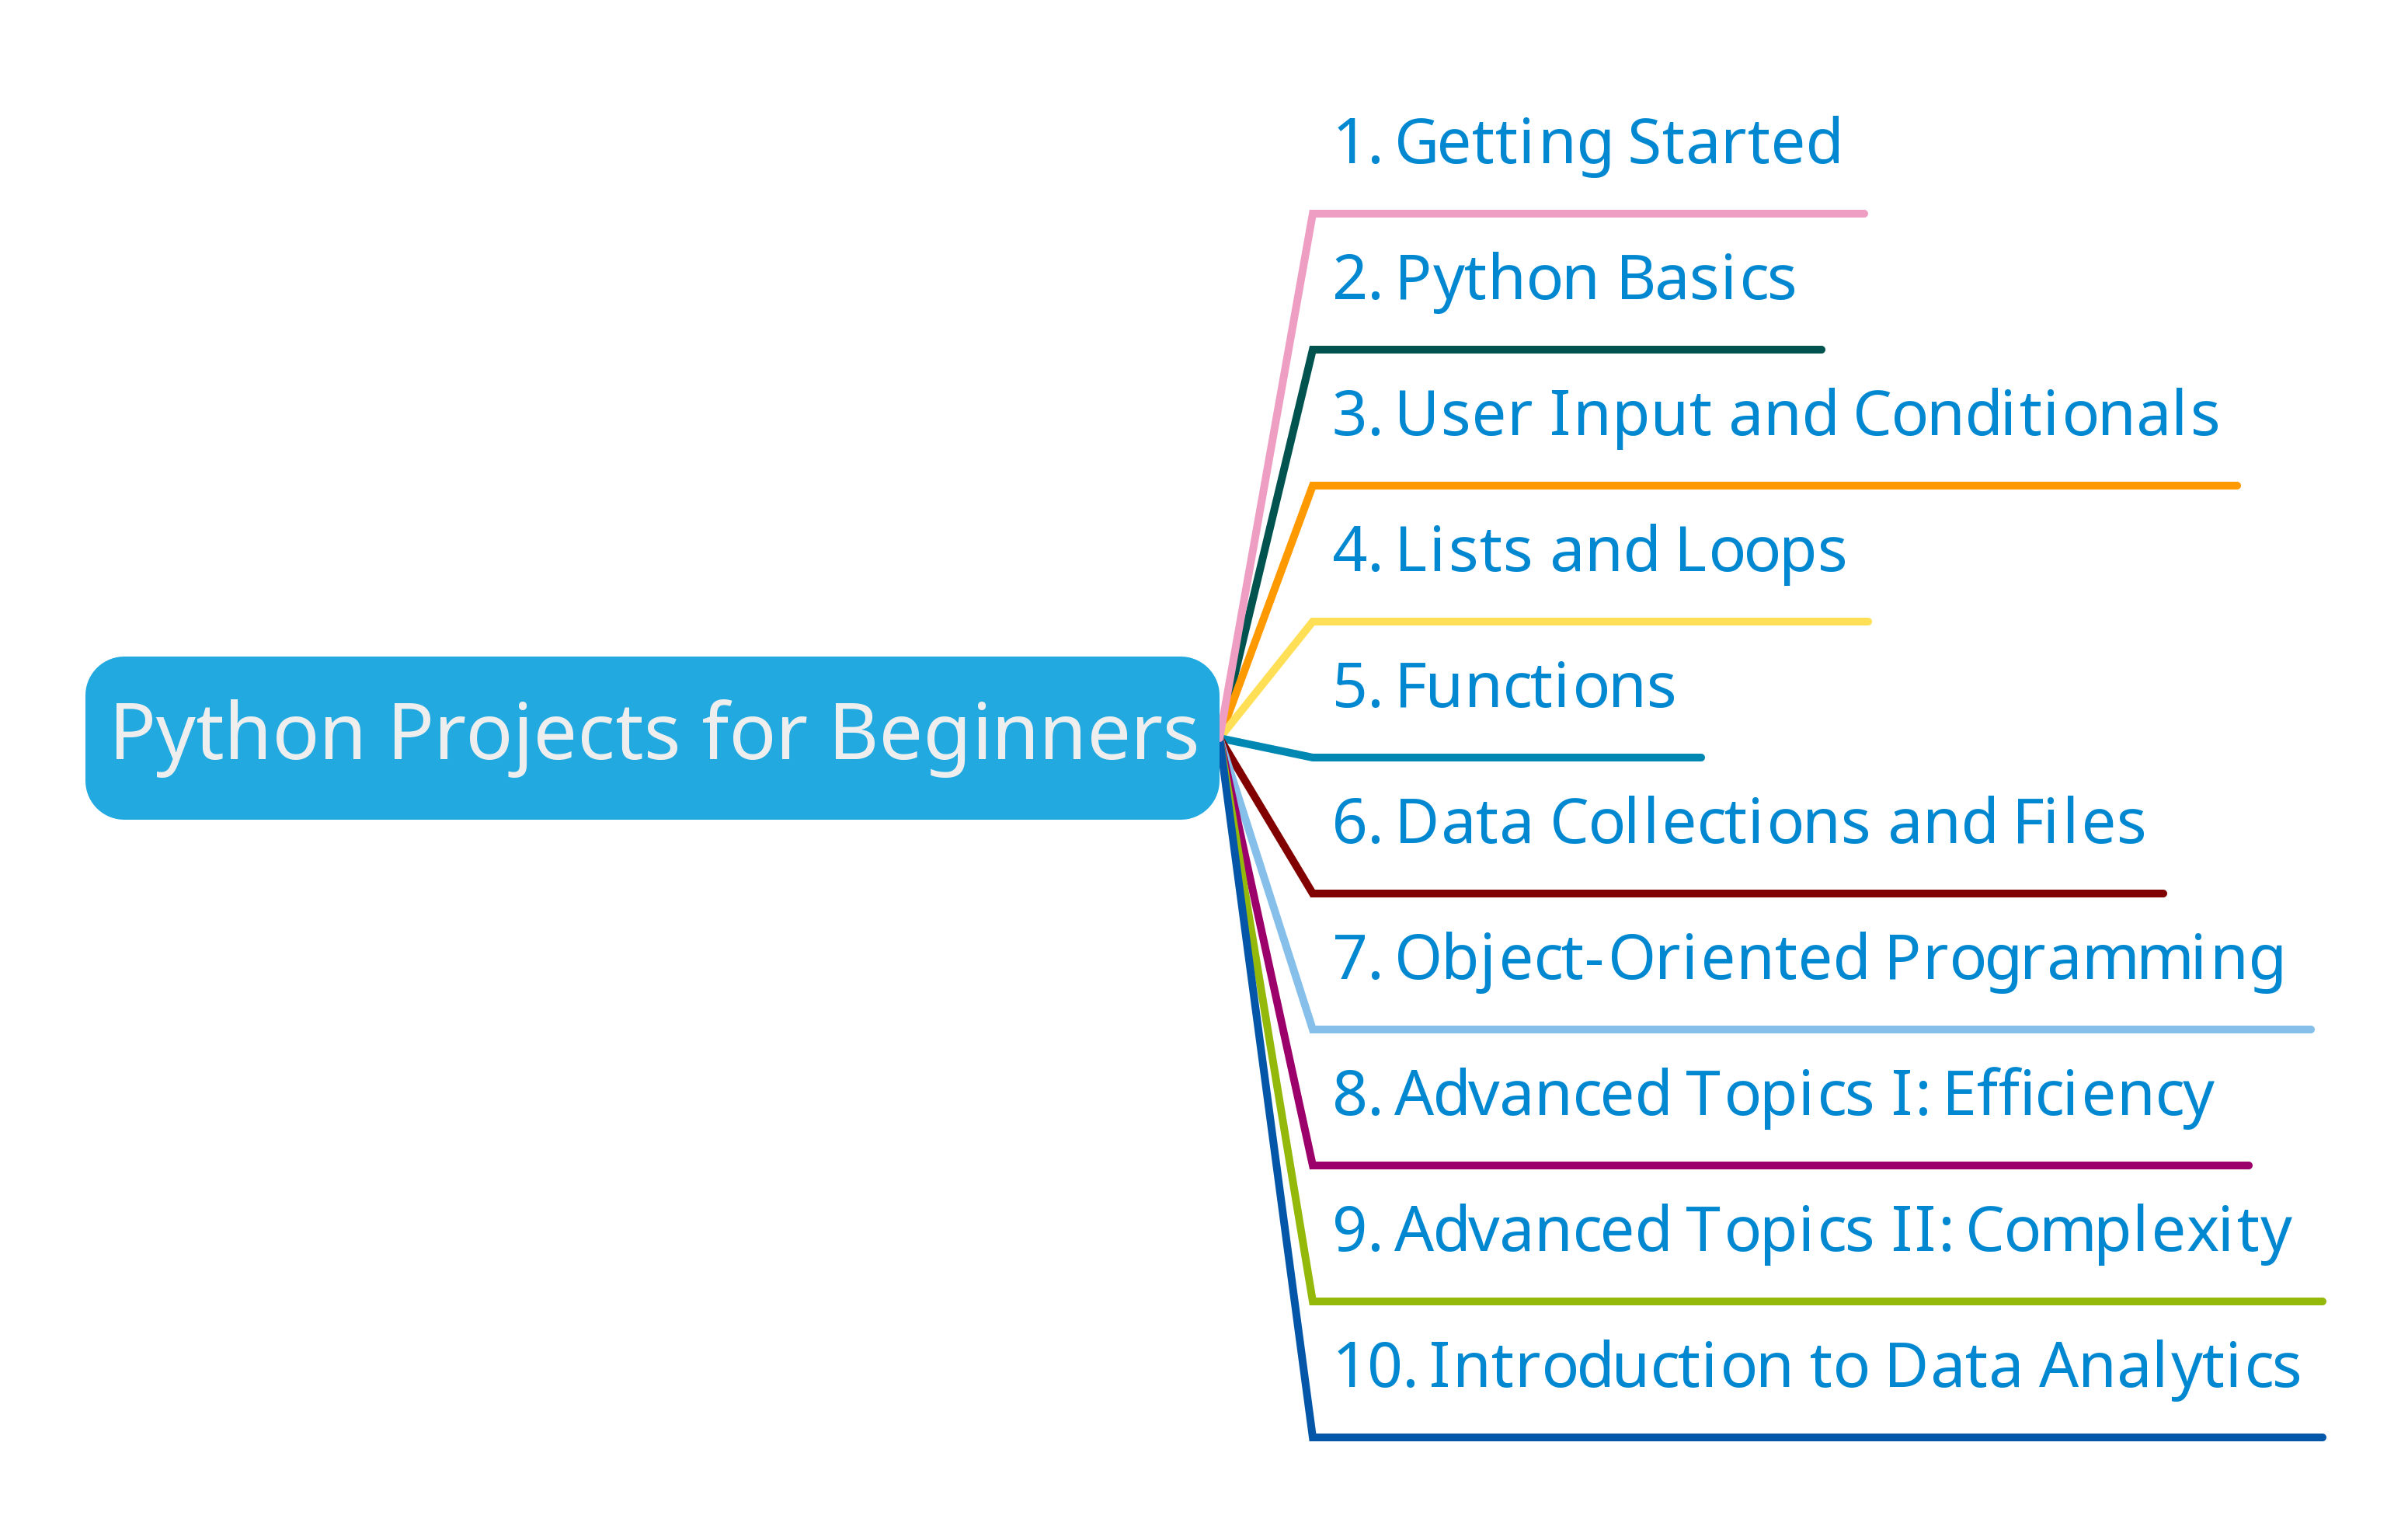 Python Projects for Beginners
1. Getting Started
2. Python Basics
3. User Input and Conditionals
4. Lists and Loops
5. Functions
6. Data Collections and Files
7. Object-Oriented Programming
8. Advanced Topics I: Efficiency
9. Advanced Topics II: Complexity
10. Introduction to Data Analytics